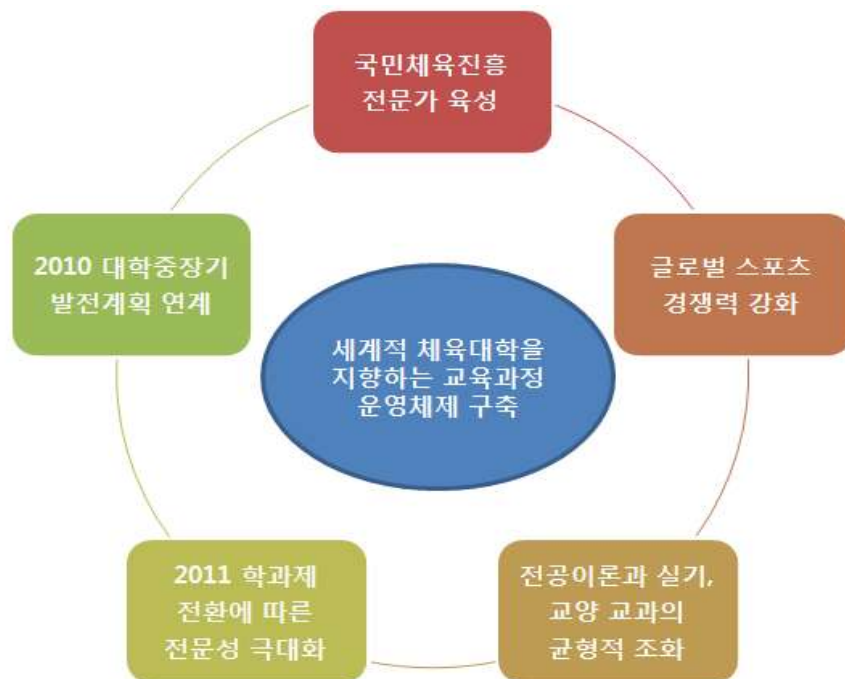 국민체육진흥
전문가 육성
2010 대학중장기
발전계획 연계
글로벌 스포츠
경쟁력 강화
세계적 체육대학을
지향하는 교육과정
운영체제 구축
2011 학과제
전환에 따른
전문성 극대화
전공이론과 실기,
교양 교과의
균형적 조화